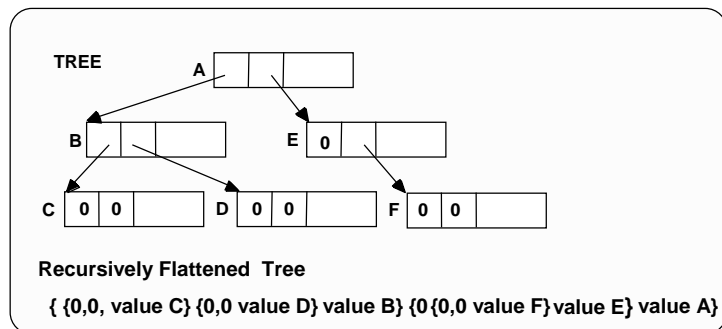 TREE
A
B
E
0
C
0 0
D
0 0
F
0 0
Recursively Flattened Tree
{ {0,0, value C} {0,0 value D} value B} {0{0,0 value F} value E} value A}